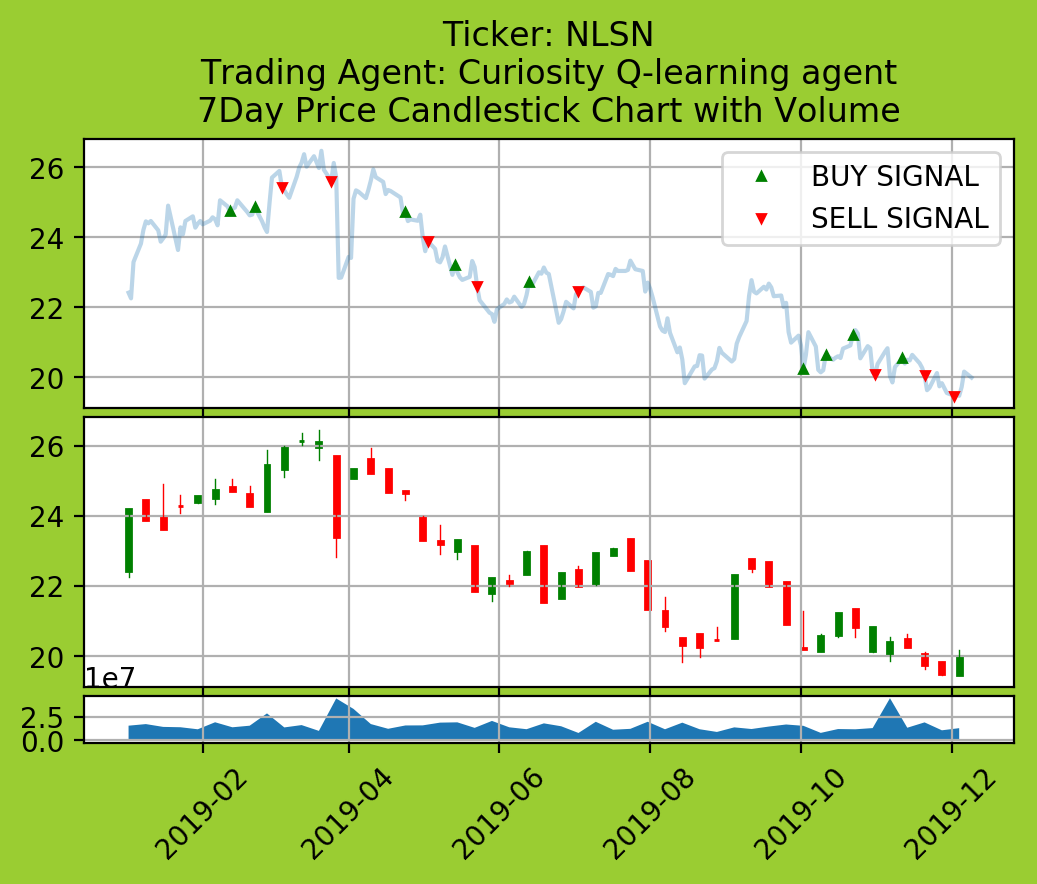 Ticker: NLSN
Trading Agent: Curiosity Q-learning agent
7Day Price Candlestick Chart with Volume
26
24
22
20
BUY SIGNAL
SELL SIGNAL
26
24
22
20
1e7
2.5
0.0
2019-02
2019-04
2019-06
2019-08
2019-10
2019-12